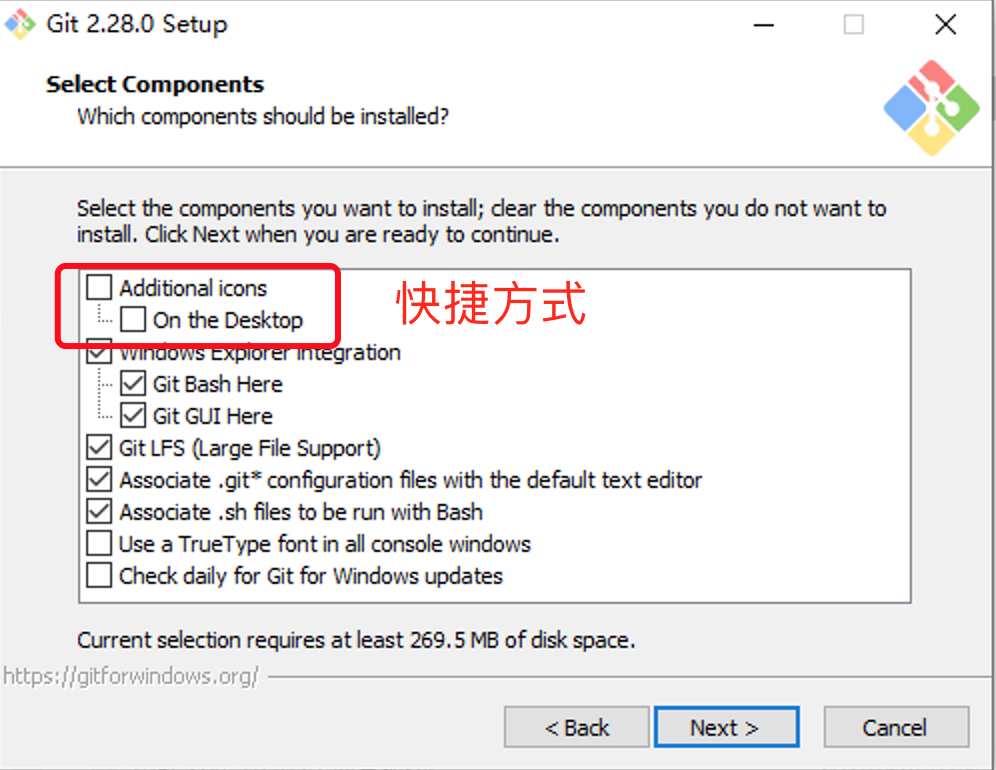 Git 2.28.0 Setup
Select Components
Which components should be installed?
Select the components you want to install; clear the components you do not want to
install. Click Next when you are ready to continue.
Additional icons
快捷方式
On the Desktop
Windows Explorer integration
Git Bash Here
Git GUI Here
Git LFS (Large File Support)
Associate .git* configuration files with the default text editor
Associate .sh files to be run with Bash
Use a TrueType font in all console windows
Check daily for Git for Windows updates
Current selection requires at least 269.5 MB of disk space.
https://gitforwindows.org/
< Back
Next >
Cancel